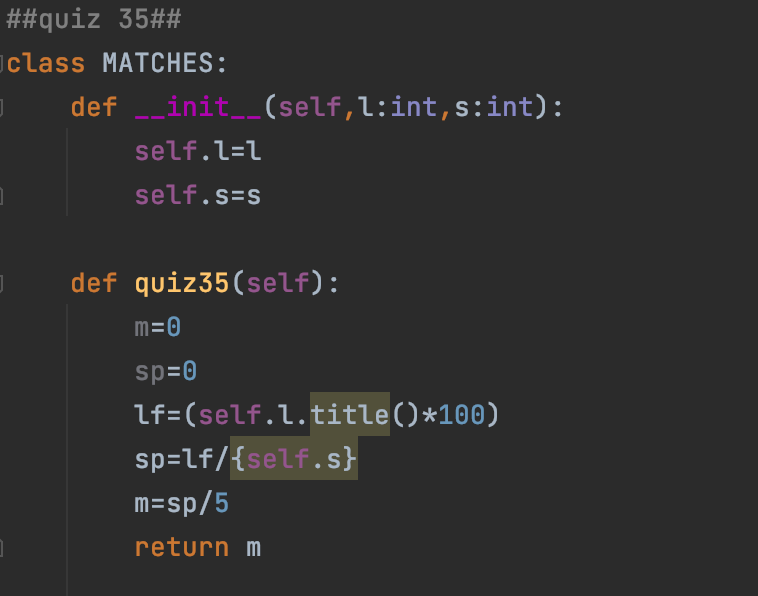 ##quiz 35##
class MATCHES:
    def __init__(self,l:int,s:int):
        self.l=l
        self.s=s

    def quiz35(self):
        m=0
        sp=0
        lf=(self.l.title()*100)
        sp=lf/{self.s}
        m=sp/5
        return m